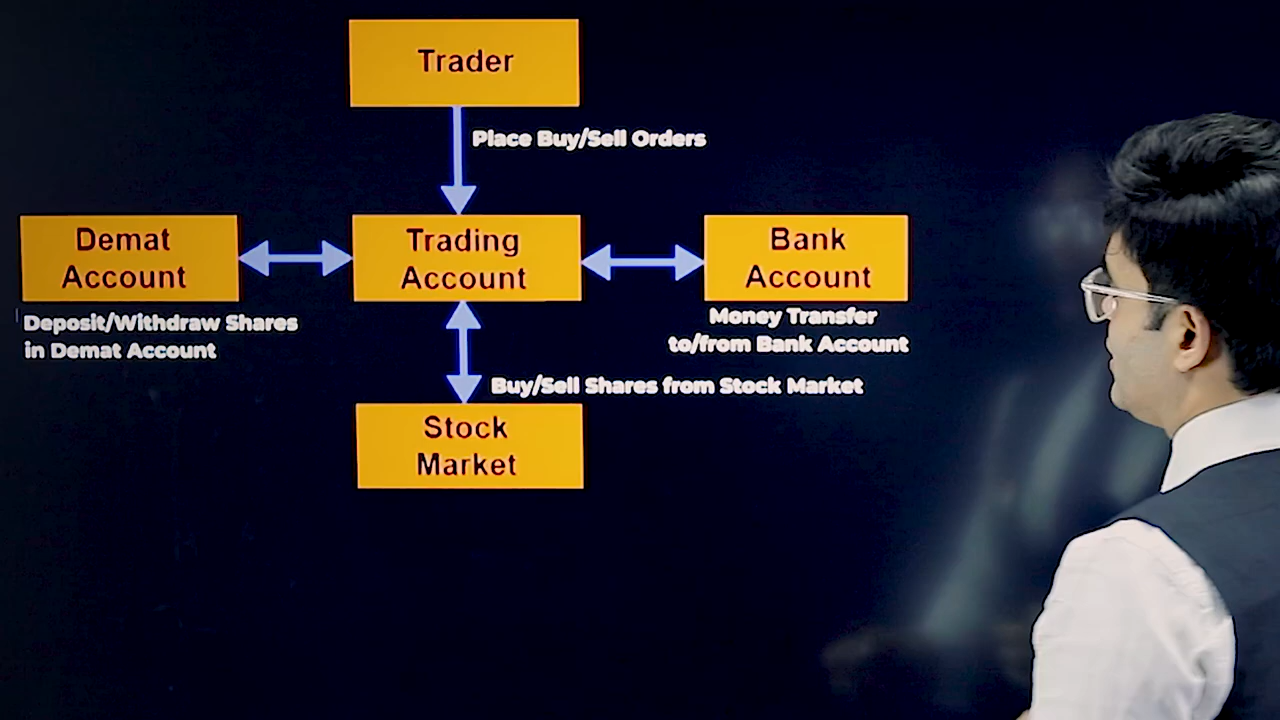 Trader
Place Buy/Sell Orders
Demat
Account
Trading
Account
Bank
Account
Deposit/Withdraw Shares
in Demat Account
Money Transfer
to/from Bank Account
Buy/Sell Shares from Stock Market
Stock
Market